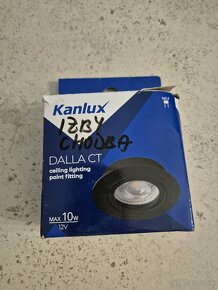 Kanlux
IZBY
CHODBA
DALLA CT
ceiling lighting
point fitting
MAX 10W
12V